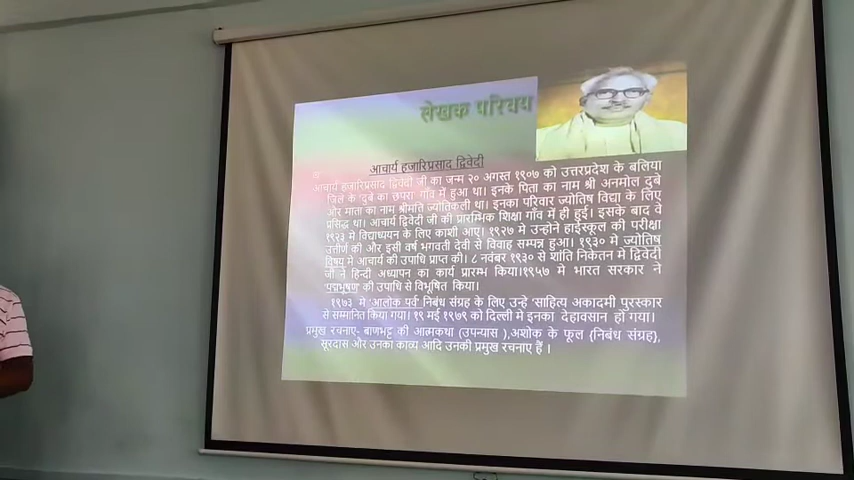 लेखक परिचय
आचार्य हजारिप्रसाद द्विवेदी
आचार्य हजारिप्रसाद द्विवेदी जी का जन्म २० अगस्त १९०७ को उत्तरप्रदेश के बलिया
जिले के 'दुबे का छपरा' गाँव में हुआ था। इनके पिता का नाम श्री अनमोल दुबे
और माता का नाम श्रीमति ज्योतिकली था। इनका परिवार ज्योतिष विद्या के लिए
प्रसिद्ध था। आचार्य द्विवेदी जी की प्रारम्भिक शिक्षा गाँव में ही हुई। इसके बाद वे
१९२३ मे विद्याध्ययन के लिए काशी आए। १९२७ मे उन्होने हाईस्कूल की परीक्षा
उत्तीर्ण की और इसी वर्ष भगवती देवी से विवाह सम्पन्न हुआ। १९३० मे ज्योतिष
विषय मे आचार्य की उपाधि प्राप्त की। ८ नवंबर १९३० से शांति निकेतन मे द्विवेदी
जी ने हिन्दी अध्यापन का कार्य प्रारम्भ किया।१९५७ मे भारत सरकार ने
'पद्मभूषण' की उपाधि से विभूषित किया।
१९७३ मे 'आलोक पर्व' निबंध संग्रह के लिए उन्हे 'साहित्य अकादमी पुरस्कार
से सम्मानित किया गया। १९ मई १९७९ को दिल्ली मे इनका देहावसान हो गया।
प्रमुख रचनाए- बाणभट्ट की आत्मकथा (उपन्यास ),अशोक के फूल (निबंध संग्रह),
सूरदास और उनका काव्य आदि उनकी प्रमुख रचनाए हैं ।